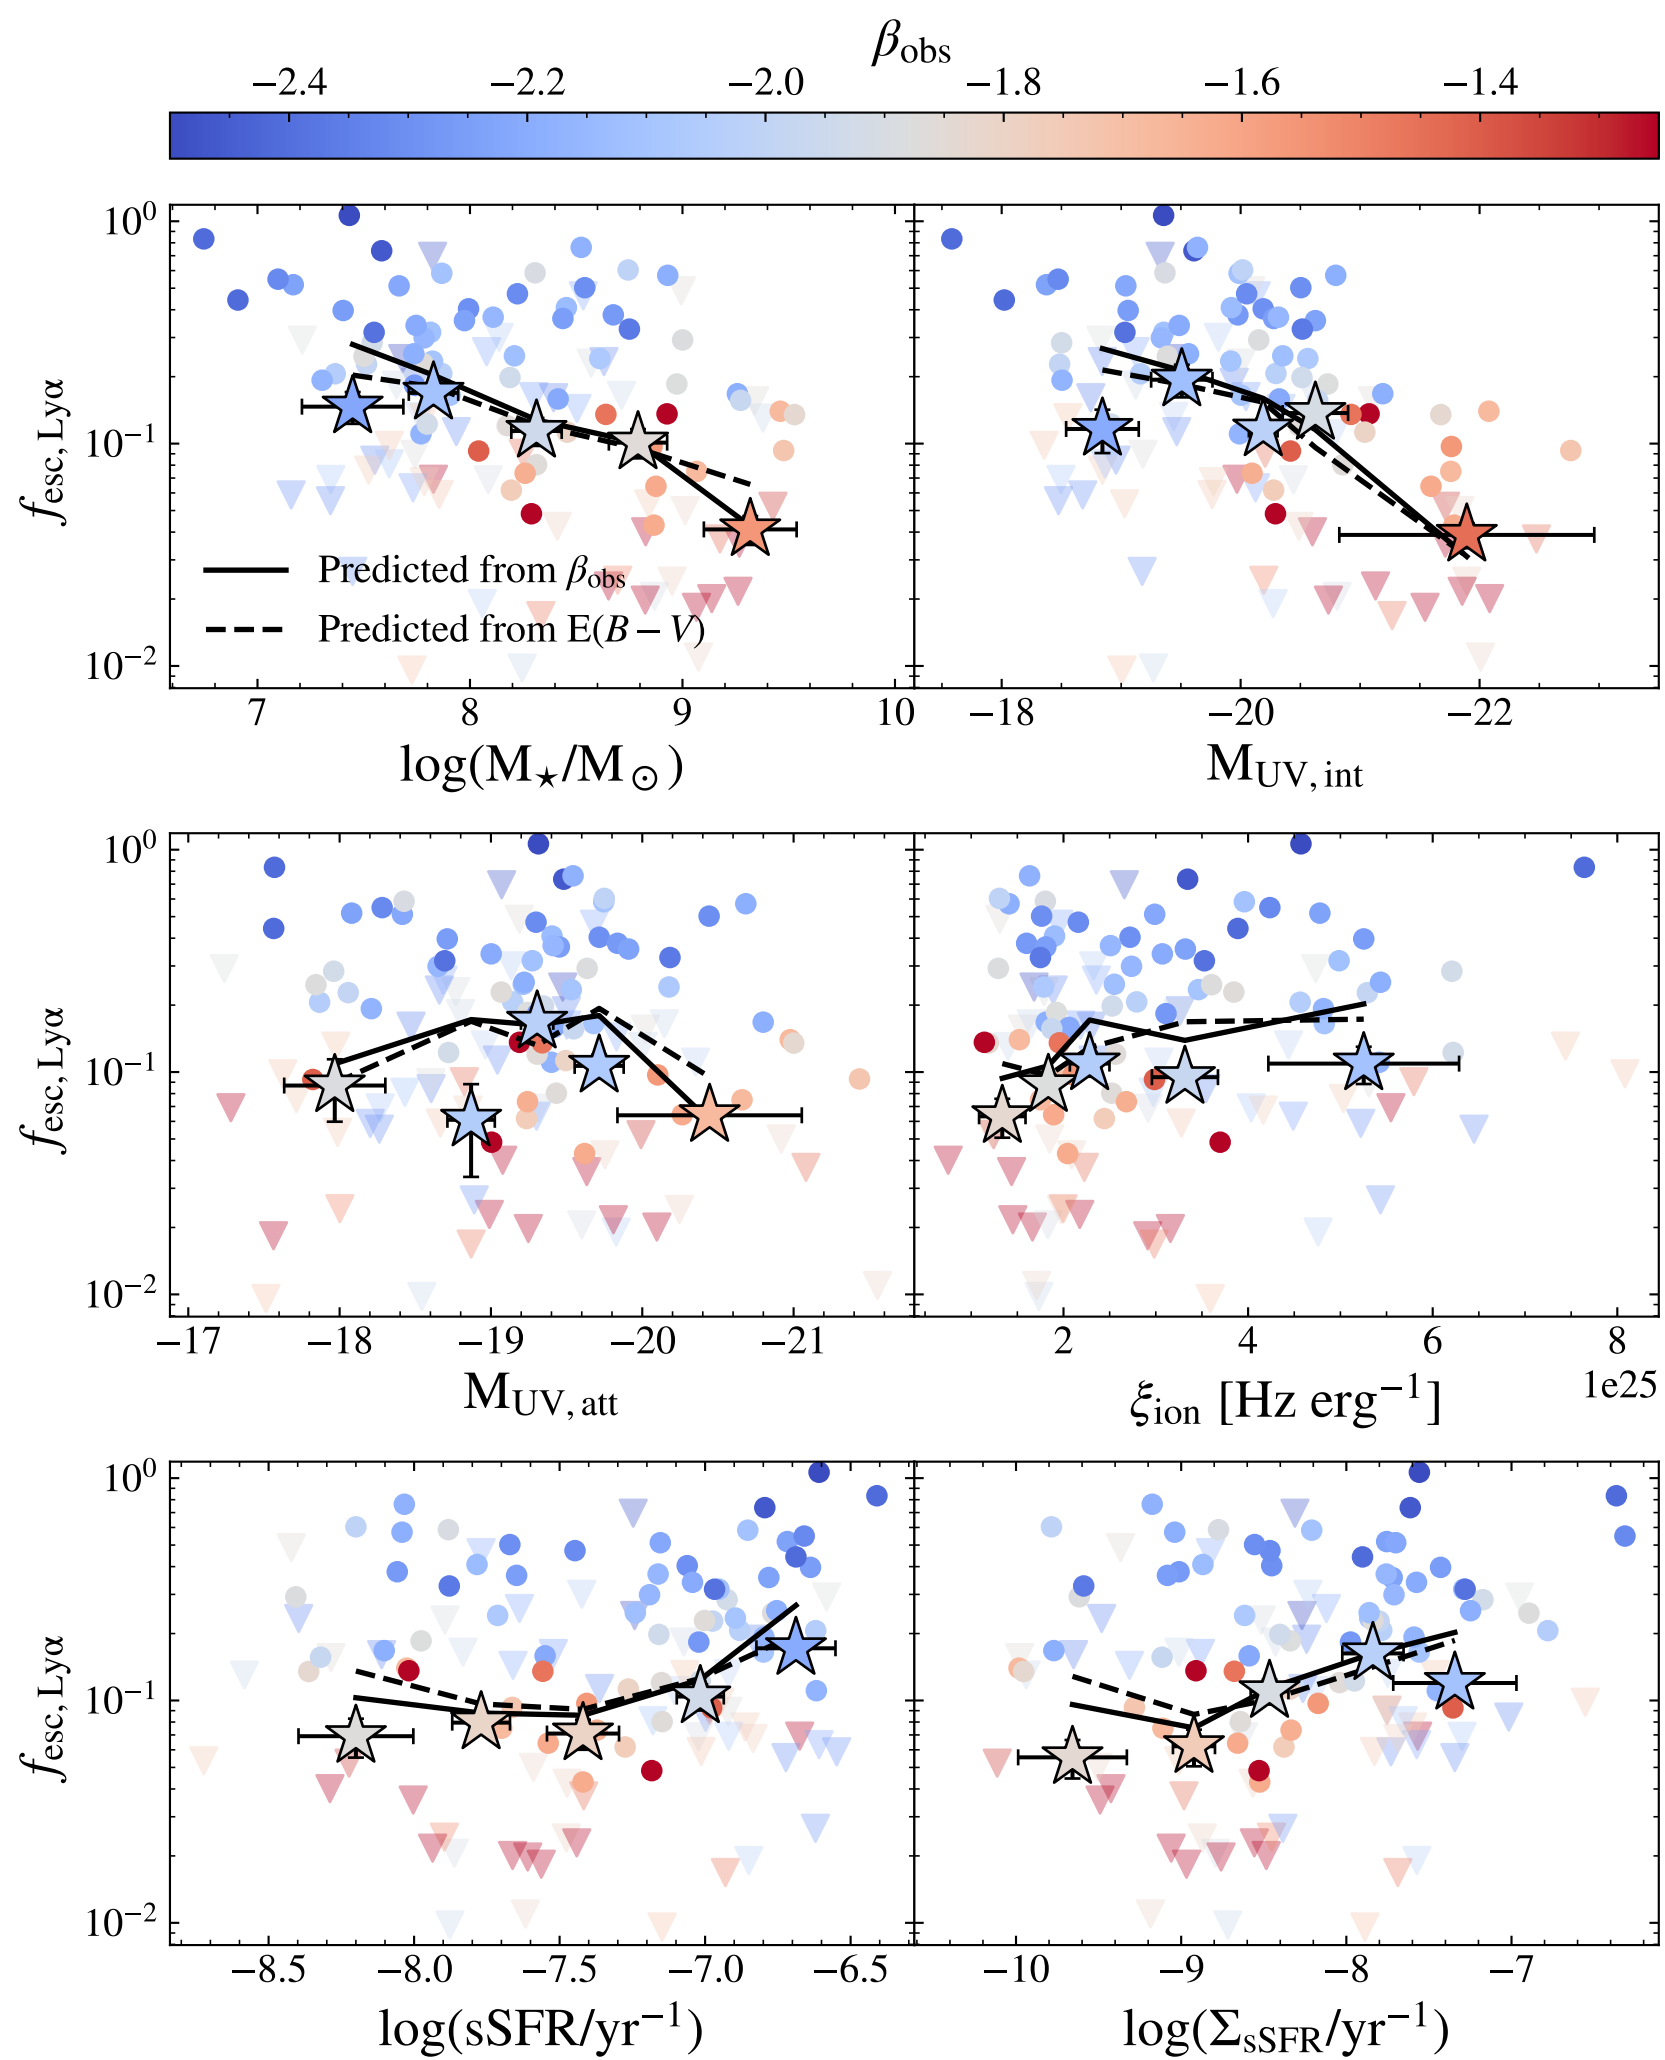 β_obs
−2.4 −2.2 −2.0 −1.8 −1.6 −1.4
f_esc, Lyα
10^0
10^−1
10^−2
Predicted from β_obs
Predicted from E(B − V)
7 8 9 10
log(M_⋆/M_⊙)
−18 −20 −22
M_UV, int
f_esc, Lyα
10^0
10^−1
10^−2
−17 −18 −19 −20 −21
M_UV, att
2 4 6 8
1e25
ξ_ion [Hz erg^−1]
f_esc, Lyα
10^0
10^−1
10^−2
−8.5 −8.0 −7.5 −7.0 −6.5
log(sSFR/yr^−1)
−10 −9 −8 −7
log(Σ_sSFR/yr^−1)